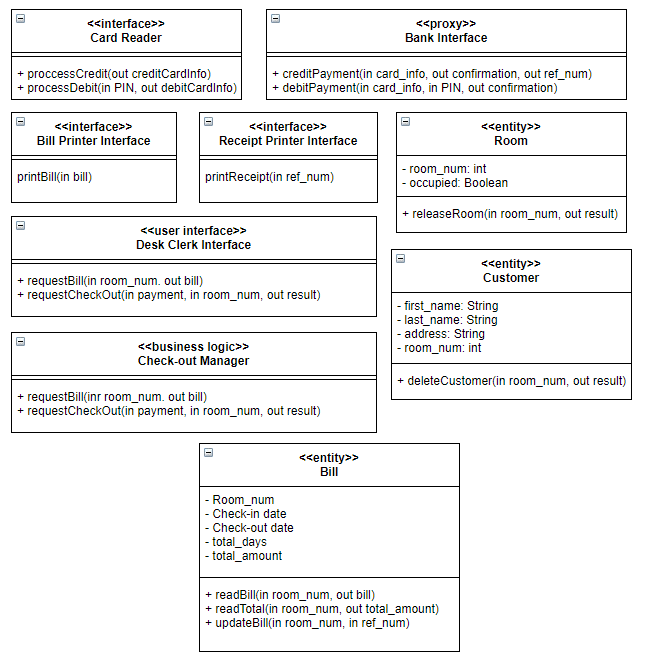 <<interface>>
Card Reader
+ proccessCredit(out creditCardInfo)
+ processDebit(in PIN, out debitCardInfo)
<<proxy>>
Bank Interface
+ creditPayment(in card_info, out confirmation, out ref_num)
+ debitPayment(in card_info, in PIN, out confirmation)
<<interface>>
Bill Printer Interface
printBill(in bill)
<<interface>>
Receipt Printer Interface
printReceipt(in ref_num)
<<entity>>
Room
- room_num: int
- occupied: Boolean
+ releaseRoom(in room_num, out result)
<<user interface>>
Desk Clerk Interface
+ requestBill(in room_num. out bill)
+ requestCheckOut(in payment, in room_num, out result)
<<entity>>
Customer
- first_name: String
- last_name: String
- address: String
- room_num: int
+ deleteCustomer(in room_num, out result)
<<business logic>>
Check-out Manager
+ requestBill(inr room_num. out bill)
+ requestCheckOut(in payment, in room_num, out result)
<<entity>>
Bill
- Room_num
- Check-in date
- Check-out date
- total_days
- total_amount
+ readBill(in room_num, out bill)
+ readTotal(in room_num, out total_amount)
+ updateBill(in room_num, in ref_num)